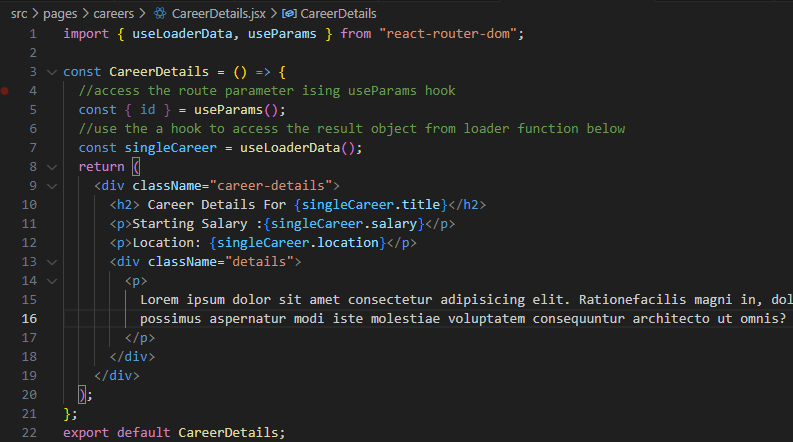 src > pages > careers > CareerDetails.jsx > CareerDetails
1 import { useLoaderData, useParams } from "react-router-dom";
2
3 const CareerDetails = () => {
4 //access the route parameter ising useParams hook
5 const { id } = useParams();
6 //use the a hook to access the result object from loader function below
7 const singleCareer = useLoaderData();
8 return (
9 <div className="career-details">
10 <h2> Career Details For {singleCareer.title}</h2>
11 <p>Starting Salary :{singleCareer.salary}</p>
12 <p>Location: {singleCareer.location}</p>
13 <div className="details">
14 <p>
15 Lorem ipsum dolor sit amet consectetur adipisicing elit. Rationefacilis magni in, dol
16 possimus aspernatur modi iste molestiae voluptatem consequuntur architecto ut omnis?
17 </p>
18 </div>
19 </div>
20 );
21 };
22 export default CareerDetails;